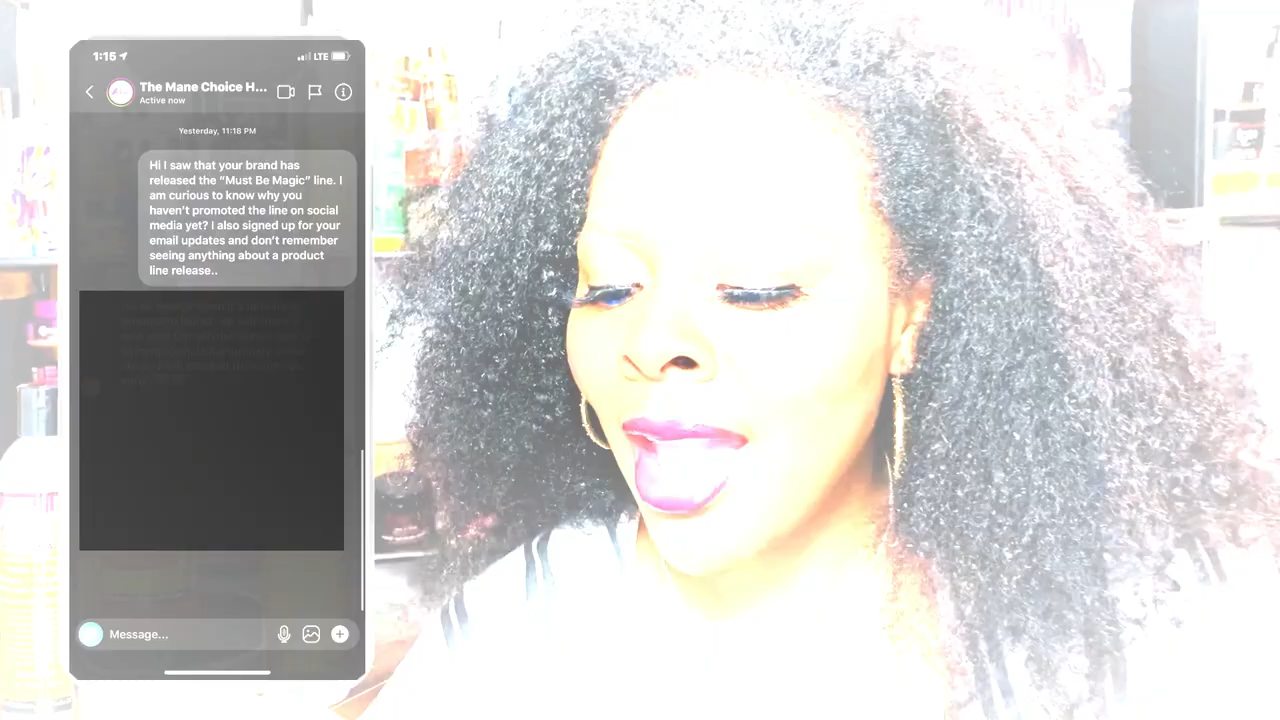 1:15
LTE
The Mane Choice H...
Active now
Yesterday, 11:18 PM
Hi I saw that your brand has
released the “Must Be Magic” line. I
am curious to know why you
haven’t promoted the line on social
media yet? I also signed up for your
email updates and don’t remember
seeing anything about a product
line release..
Message...